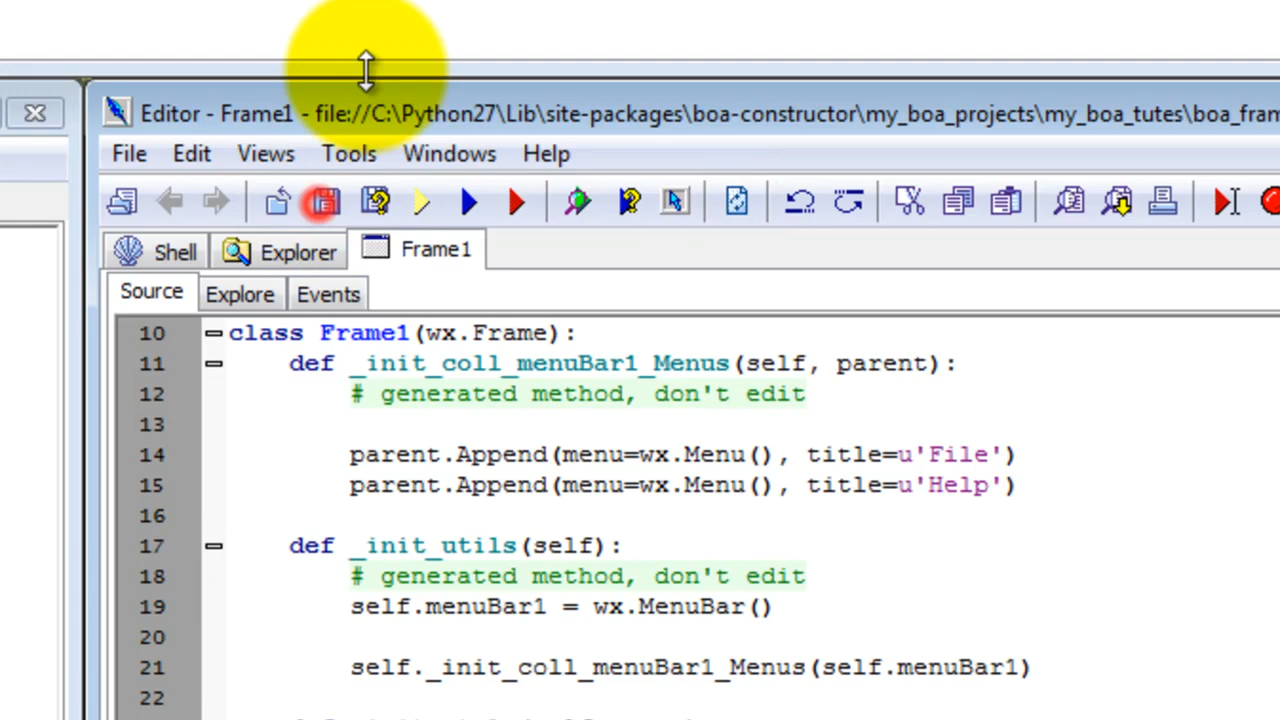 Editor - Frame1 - file://C:\Python27\Lib\site-packages\boa-constructor\my_boa_projects\my_boa_tutes\boa_fram
File Edit Views Tools Windows Help
Shell Explorer Frame1
Source Explore Events
10 class Frame1(wx.Frame):
11 def _init_coll_menuBar1_Menus(self, parent):
12 # generated method, don't edit
13
14 parent.Append(menu=wx.Menu(), title=u'File')
15 parent.Append(menu=wx.Menu(), title=u'Help')
16
17 def _init_utils(self):
18 # generated method, don't edit
19 self.menuBar1 = wx.MenuBar()
20
21 self._init_coll_menuBar1_Menus(self.menuBar1)
22